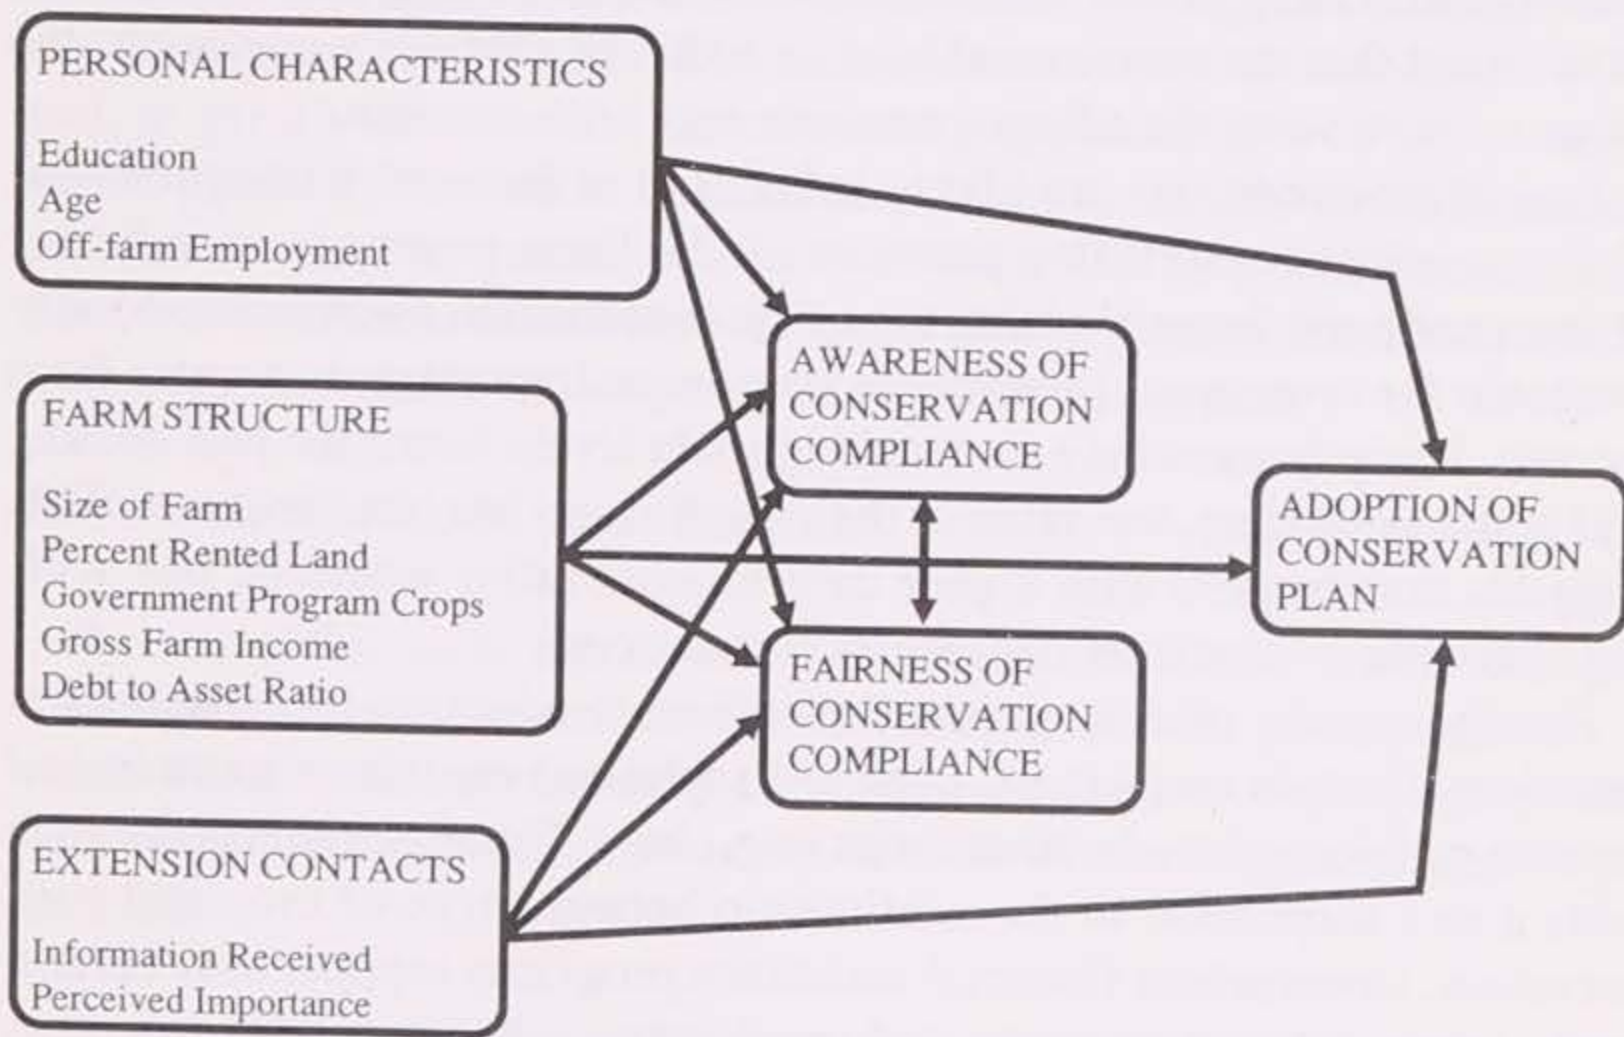 PERSONAL CHARACTERISTICS
Education
Age
Off-farm Employment
FARM STRUCTURE
Size of Farm
Percent Rented Land
Government Program Crops
Gross Farm Income
Debt to Asset Ratio
EXTENSION CONTACTS
Information Received
Perceived Importance
AWARENESS OF
CONSERVATION
COMPLIANCE
FAIRNESS OF
CONSERVATION
COMPLIANCE
ADOPTION OF
CONSERVATION
PLAN